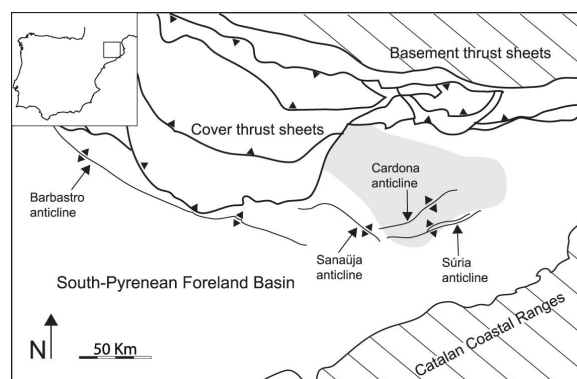 Basement thrust sheets
Cover thrust sheets
Cardona
anticline
Barbastro
anticline
Sanaüja
anticline
Súria
anticline
South-Pyrenean Foreland Basin
Catalan Coastal Ranges
N
50 Km